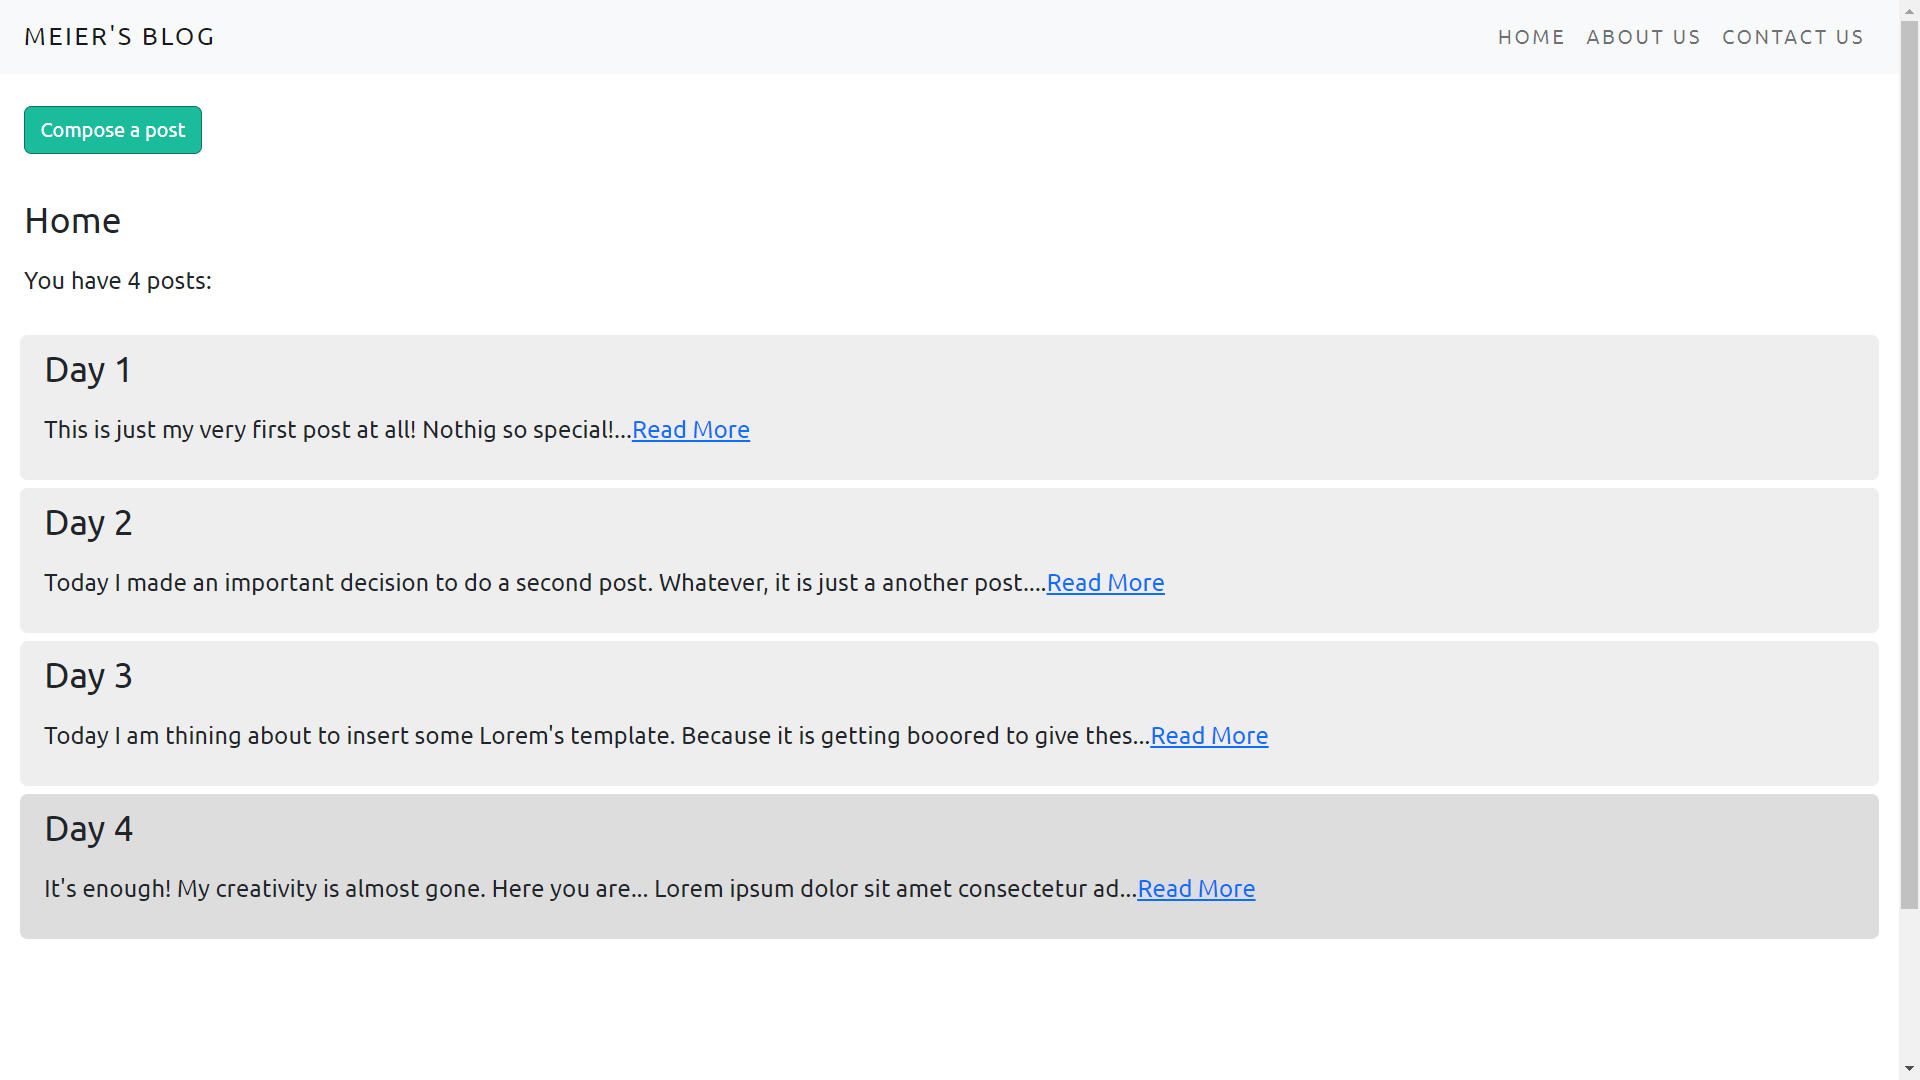 MEIER'S BLOG
HOME ABOUT US CONTACT US
Compose a post
Home
You have 4 posts:
Day 1
This is just my very first post at all! Nothig so special!...Read More
Day 2
Today I made an important decision to do a second post. Whatever, it is just a another post....Read More
Day 3
Today I am thining about to insert some Lorem's template. Because it is getting booored to give thes...Read More
Day 4
It's enough! My creativity is almost gone. Here you are... Lorem ipsum dolor sit amet consectetur ad...Read More